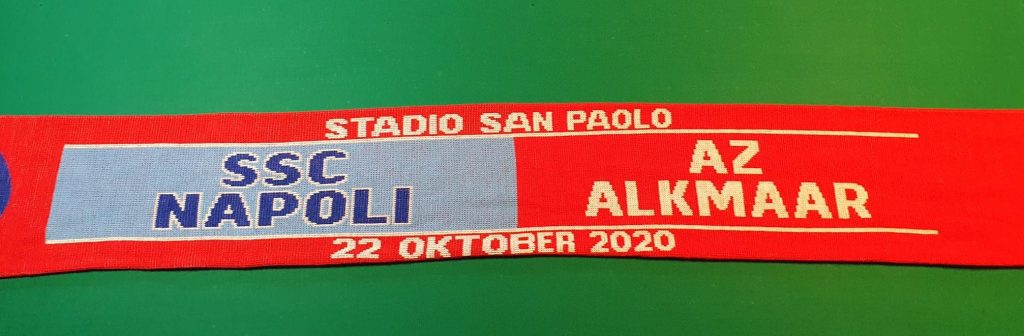 STADIO SAN PAOLO
SSC
NAPOLI
AZ
ALKMAAR
22 OKTOBER 2020